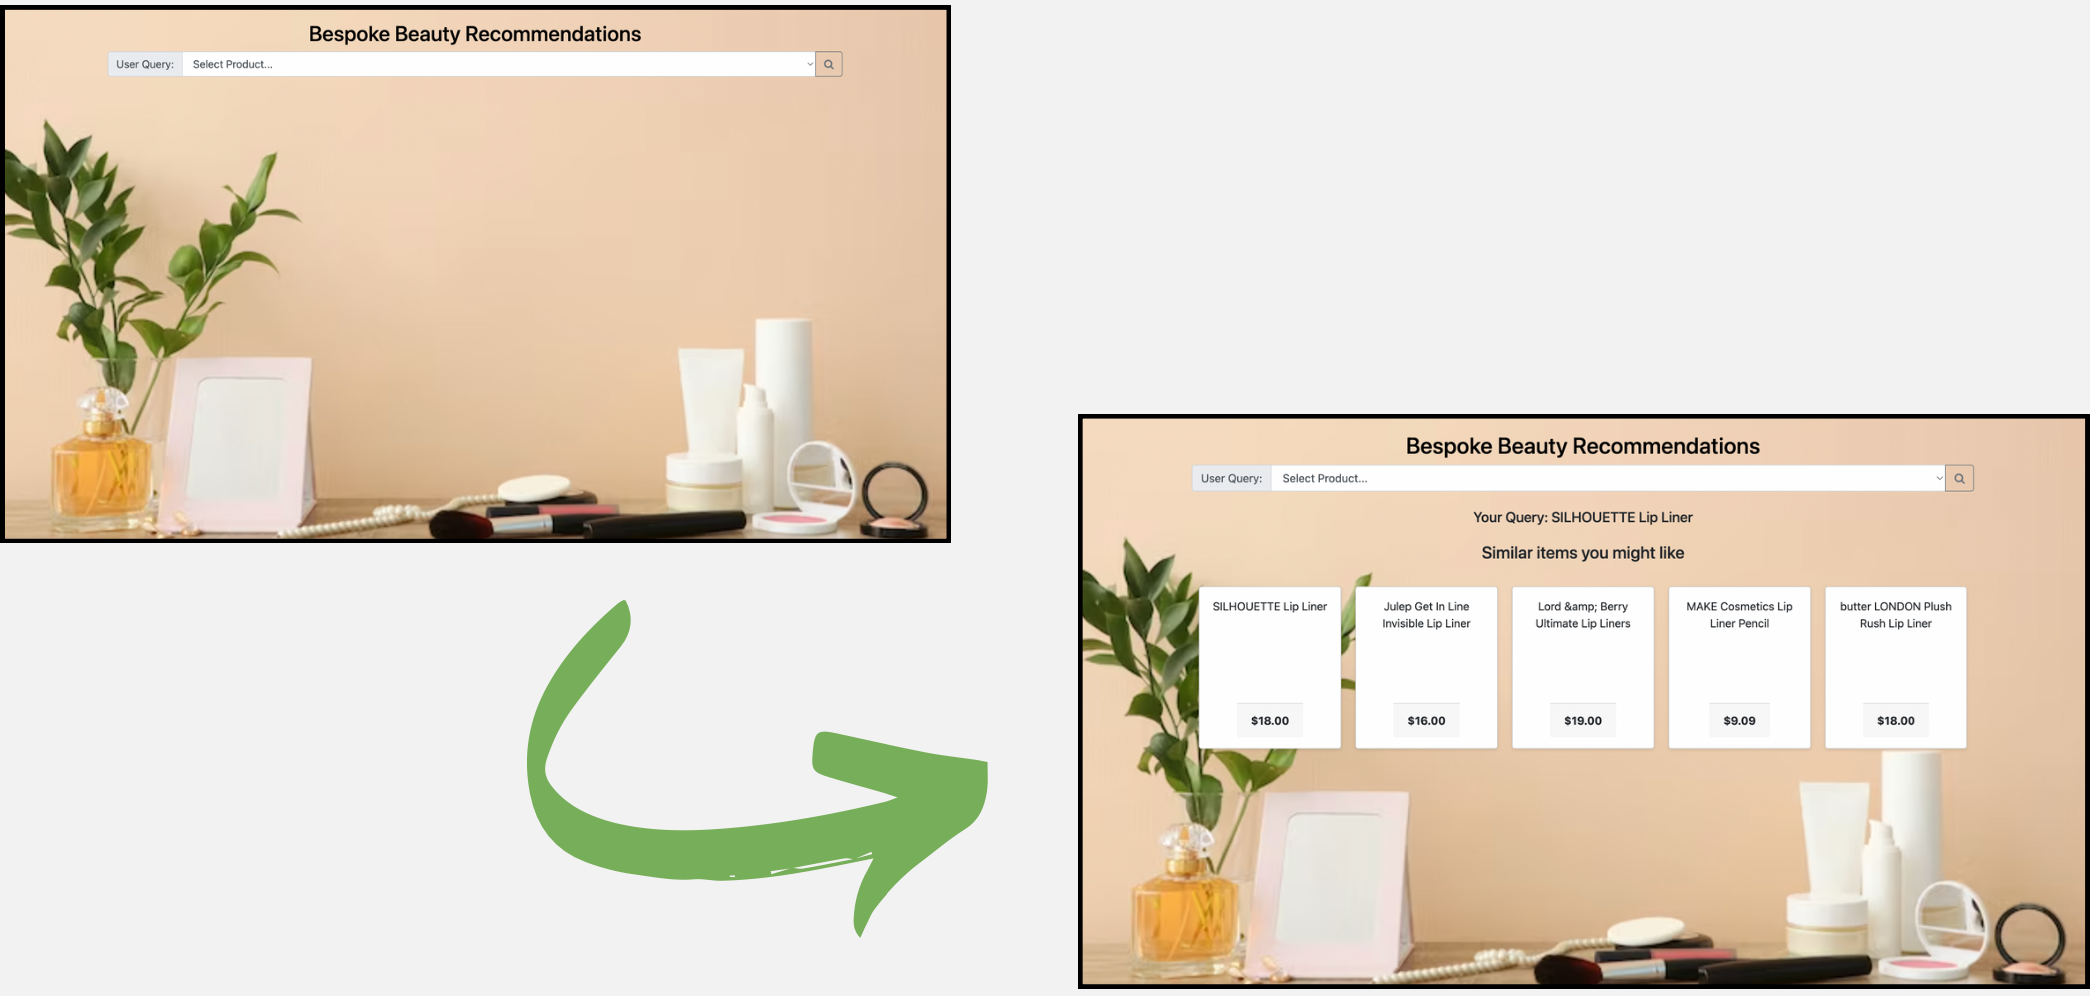 Bespoke Beauty Recommendations
User Query: Select Product...
Bespoke Beauty Recommendations
User Query: Select Product...
Your Query: SILHOUETTE Lip Liner
Similar items you might like
SILHOUETTE Lip Liner
$18.00
Julep Get In Line
Invisible Lip Liner
$16.00
Lord &amp; Berry
Ultimate Lip Liners
$19.00
MAKE Cosmetics Lip
Liner Pencil
$9.09
butter LONDON Plush
Rush Lip Liner
$18.00